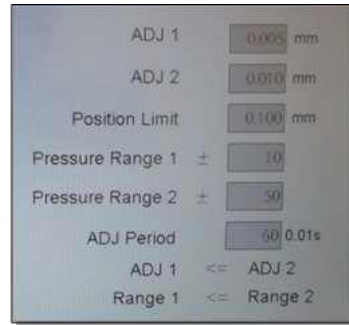 ADJ 1 0.005 mm
ADJ 2 0.010 mm
Position Limit 0.100 mm
Pressure Range 1 ± 10
Pressure Range 2 ± 50
ADJ Period 60 0.01s
ADJ 1 <= ADJ 2
Range 1 <= Range 2